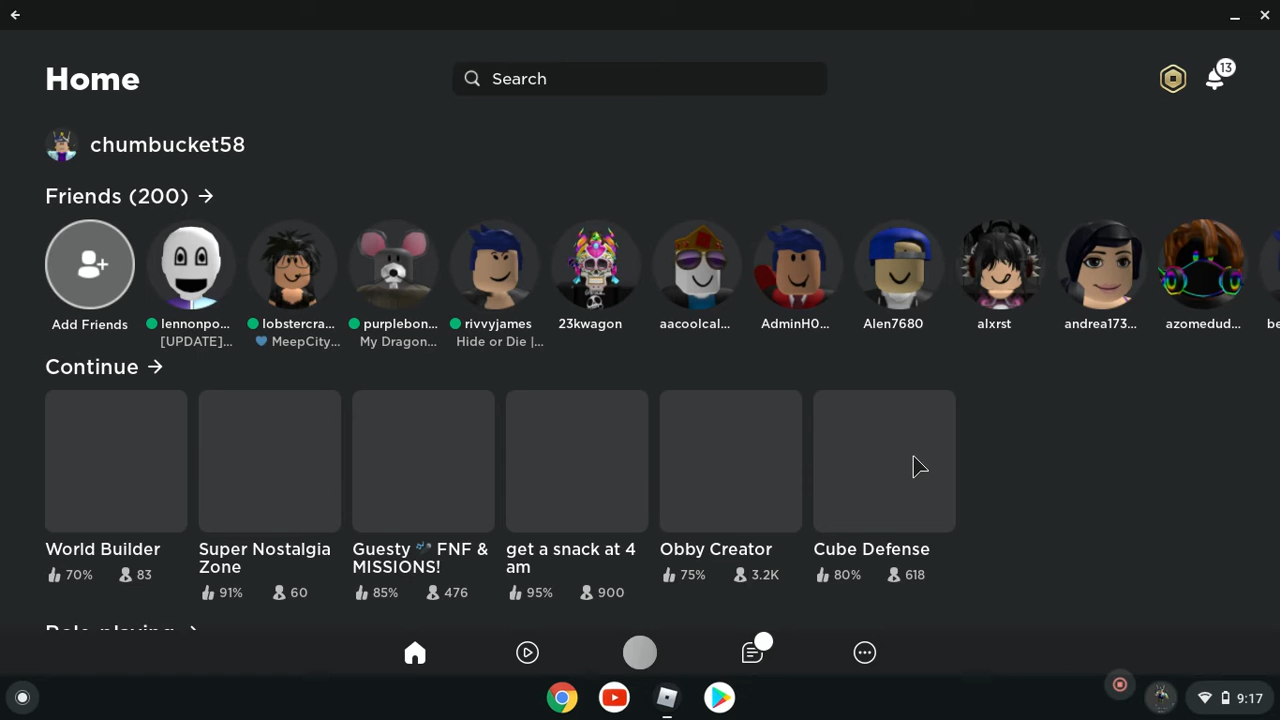 Home
Search
13
chumbucket58
Friends (200) →
Add Friends
lennonpo...
[UPDATE]...
lobstercra...
💙 MeepCity...
purplebon...
My Dragon...
rivvyjames
Hide or Die |...
23kwagon
aacoolcal...
AdminH0...
Alen7680
alxrst
andrea173...
azomedud...
be
Continue →
World Builder
70% 83
Super Nostalgia
Zone
91% 60
Guesty 🎤 FNF &
MISSIONS!
85% 476
get a snack at 4
am
95% 900
Obby Creator
75% 3.2K
Cube Defense
80% 618
Role-playing
9:17